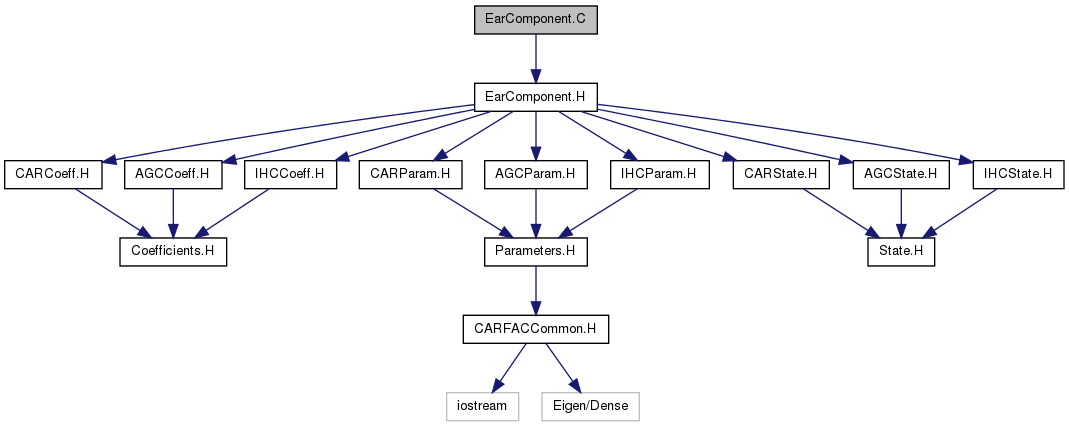 EarComponent.C
EarComponent.H
CARCoeff.H
AGCCoeff.H
IHCCoeff.H
CARParam.H
AGCParam.H
IHCParam.H
CARState.H
AGCState.H
IHCState.H
Coefficients.H
Parameters.H
State.H
CARFACCommon.H
iostream
Eigen/Dense